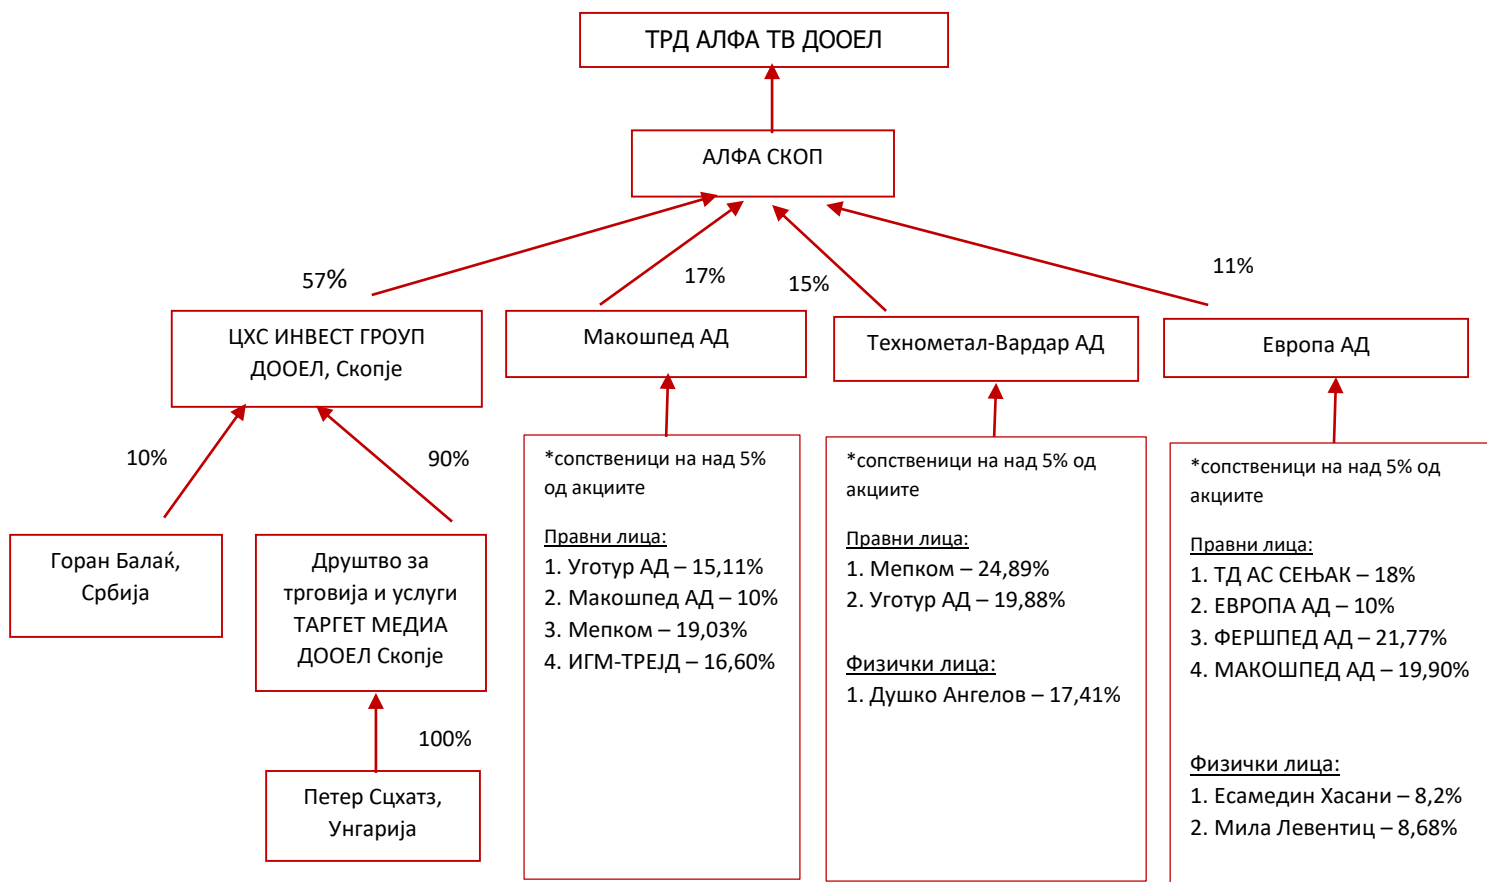 ТРД АЛФА ТВ ДООЕЛ
АЛФА СКОП
57%
17%
15%
11%
ЦХС ИНВЕСТ ГРОУП
ДООЕЛ, Скопје
Макошпед АД
Технометал-Вардар АД
Европа АД
10%
90%
Горан Балаќ,
Србија
Друштво за
трговија и услуги
ТАРГЕТ МЕДИА
ДООЕЛ Скопје
100%
Петер Сцхатз,
Унгарија
*сопственици на над 5%
од акциите
Правни лица:
1. Уготур АД – 15,11%
2. Макошпед АД – 10%
3. Мепком – 19,03%
4. ИГМ-ТРЕЈД – 16,60%
*сопственици на над 5% од
акциите
Правни лица:
1. Мепком – 24,89%
2. Уготур АД – 19,88%
Физички лица:
1. Душко Ангелов – 17,41%
*сопственици на над 5% од
акциите
Правни лица:
1. ТД АС СЕЊАК – 18%
2. ЕВРОПА АД – 10%
3. ФЕРШПЕД АД – 21,77%
4. МАКОШПЕД АД – 19,90%
Физички лица:
1. Есамедин Хасани – 8,2%
2. Мила Левентиц – 8,68%